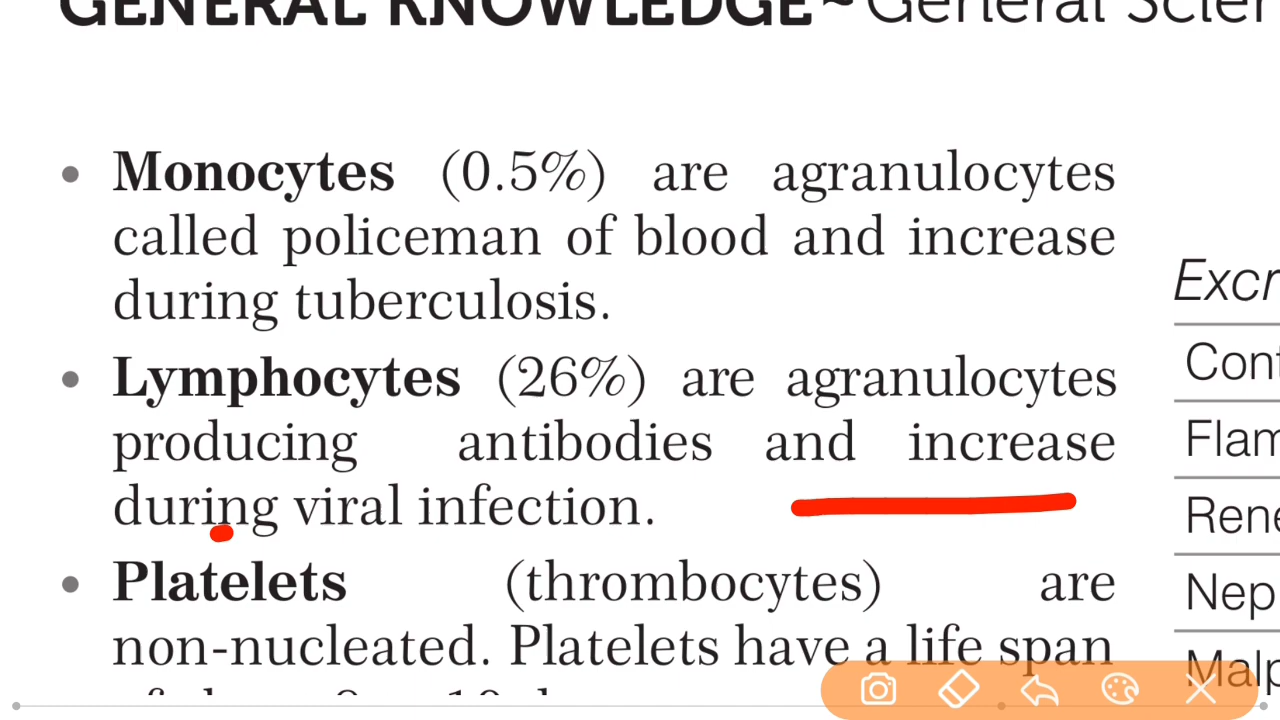 GENERAL KNOWLEDGE~ General Scien
Monocytes (0.5%) are agranulocytes
called policeman of blood and increase
during tuberculosis.
Lymphocytes (26%) are agranulocytes
producing antibodies and increase
during viral infection.
Platelets (thrombocytes) are
non-nucleated. Platelets have a life span
Excr
Cont
Flam
Rene
Nep
Malp